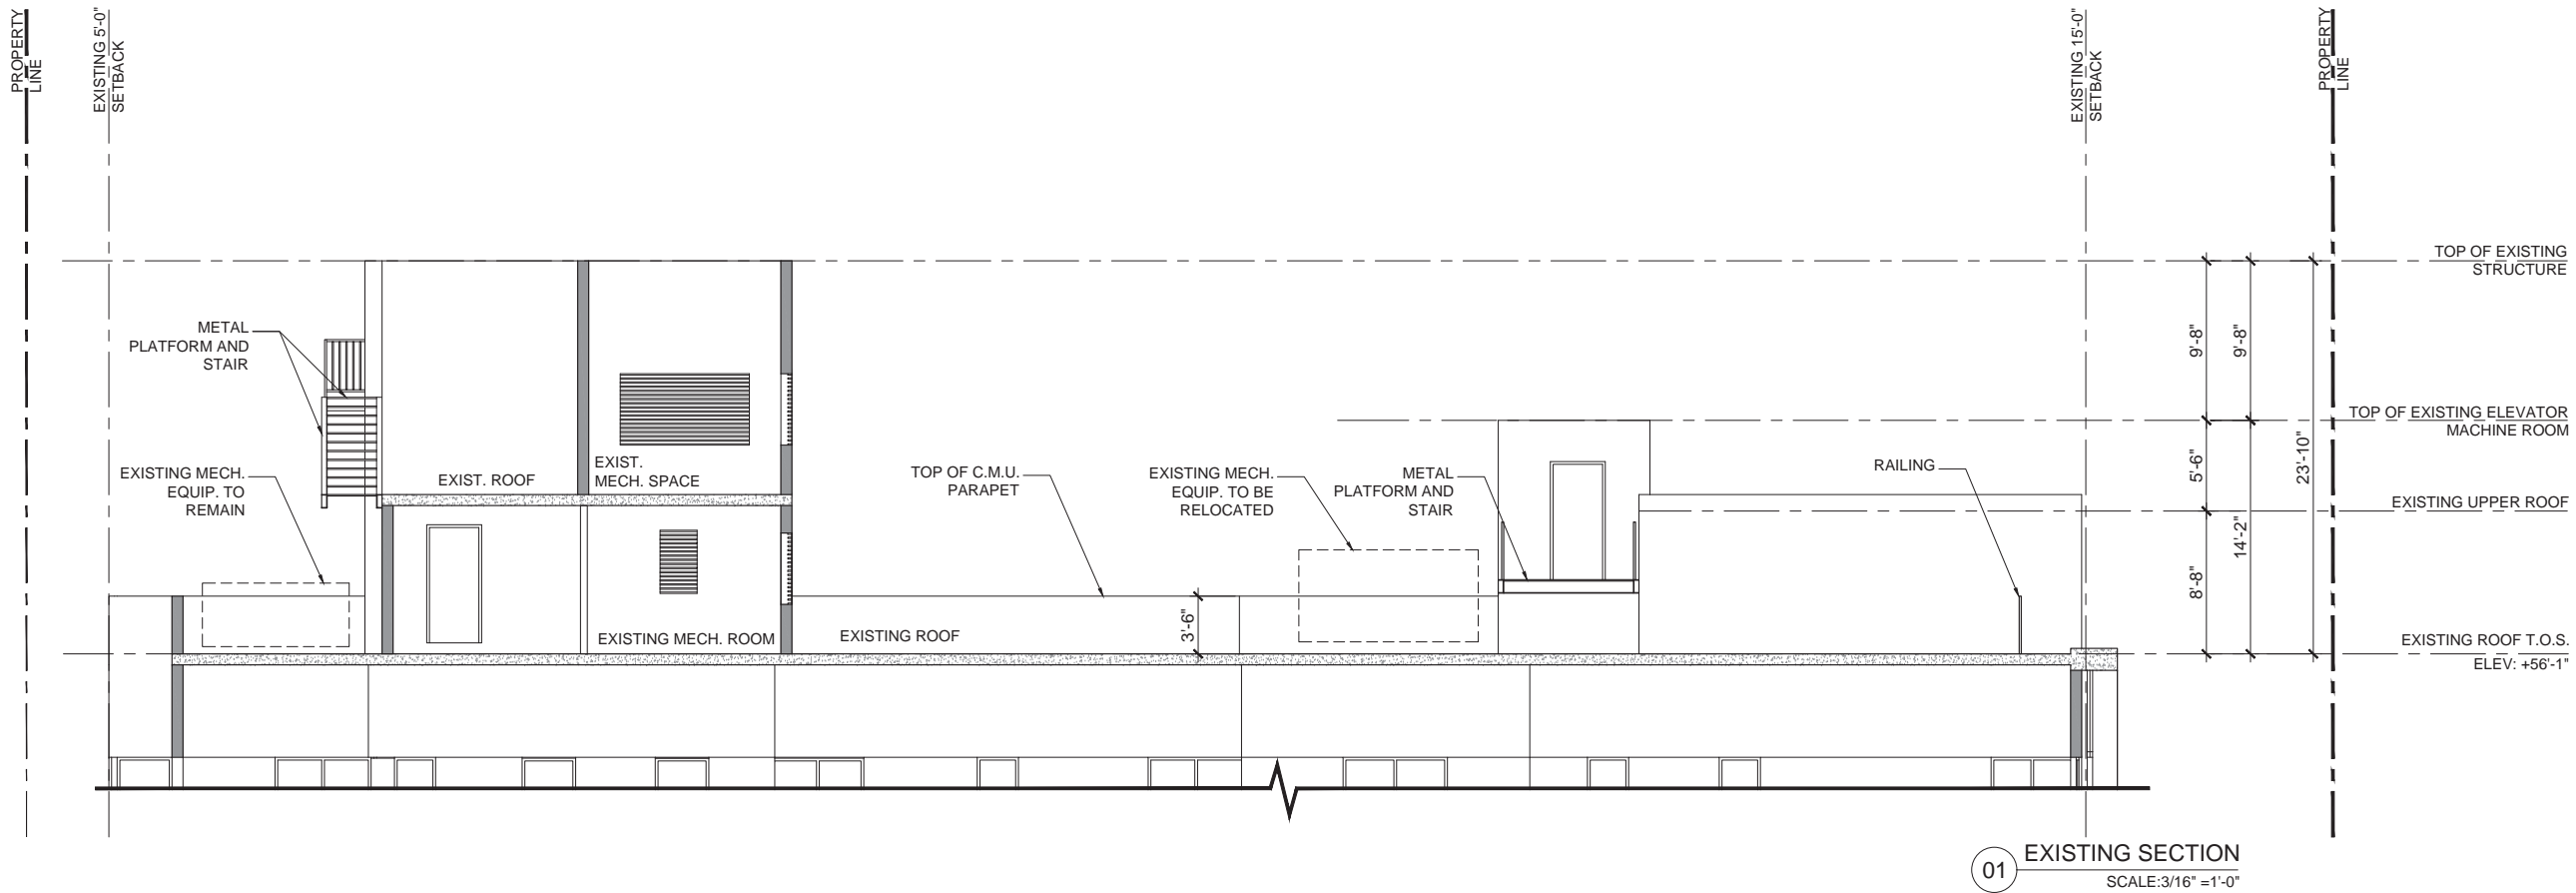 PROPERTY
LINE
EXISTING 5'-0"
SETBACK
EXISTING 15'-0"
SETBACK
PROPERTY
LINE
TOP OF EXISTING
STRUCTURE
METAL
PLATFORM AND
STAIR
9'-8"
9'-8"
TOP OF EXISTING ELEVATOR
MACHINE ROOM
EXISTING MECH.
EQUIP. TO
REMAIN
EXIST. ROOF
EXIST.
MECH. SPACE
TOP OF C.M.U.
PARAPET
EXISTING MECH.
EQUIP. TO BE
RELOCATED
METAL
PLATFORM AND
STAIR
RAILING
5'-6"
23'-10"
EXISTING UPPER ROOF
14'-2"
8'-8"
EXISTING MECH. ROOM
EXISTING ROOF
3'-6"
EXISTING ROOF T.O.S.
ELEV: +56'-1"
01
EXISTING SECTION
SCALE:3/16" =1'-0"